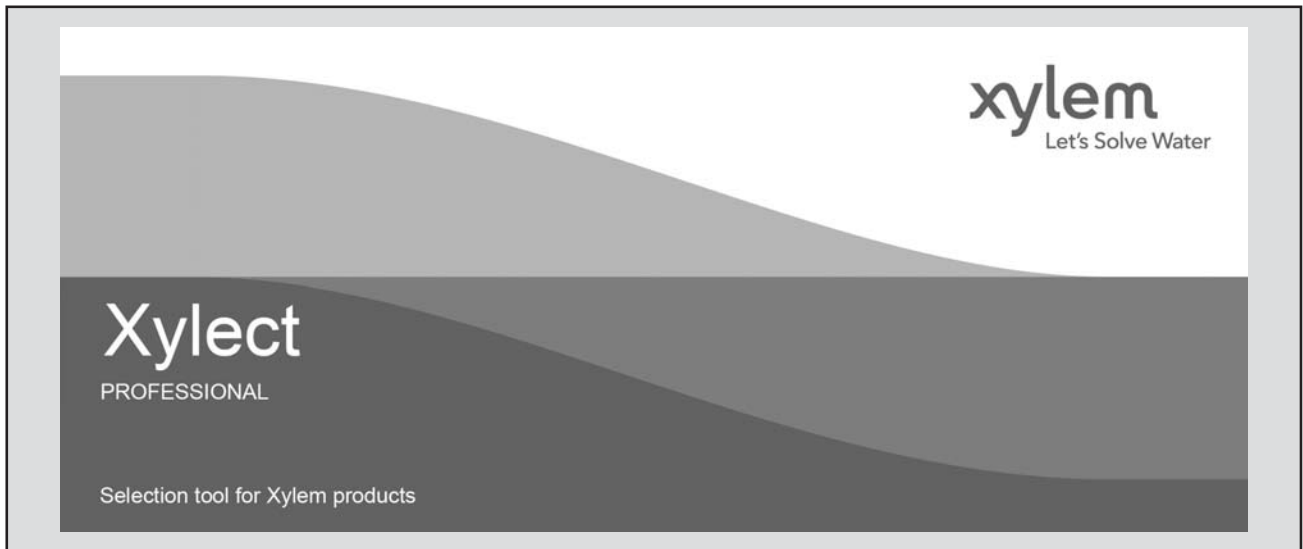 xylem
Let's Solve Water
Xylect
PROFESSIONAL
Selection tool for Xylem products